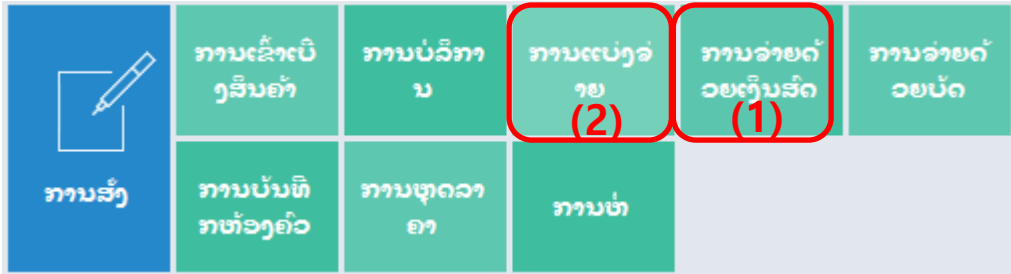 ການສັ່ງ
ການເຂົ້າເບິ
ງສິນຄ້າ
ການບໍລິກາ
ນ
ການແບ່ງຈ່
າຍ
(2)
ການຈ່າຍດ້
ວຍເງິນສົດ
(1)
ການຈ່າຍດ້
ວຍບັດ
ການບັນທຶ
ກຫ້ອງຄົວ
ການຫຼຸດລາ
ຄາ
ການຫໍ່